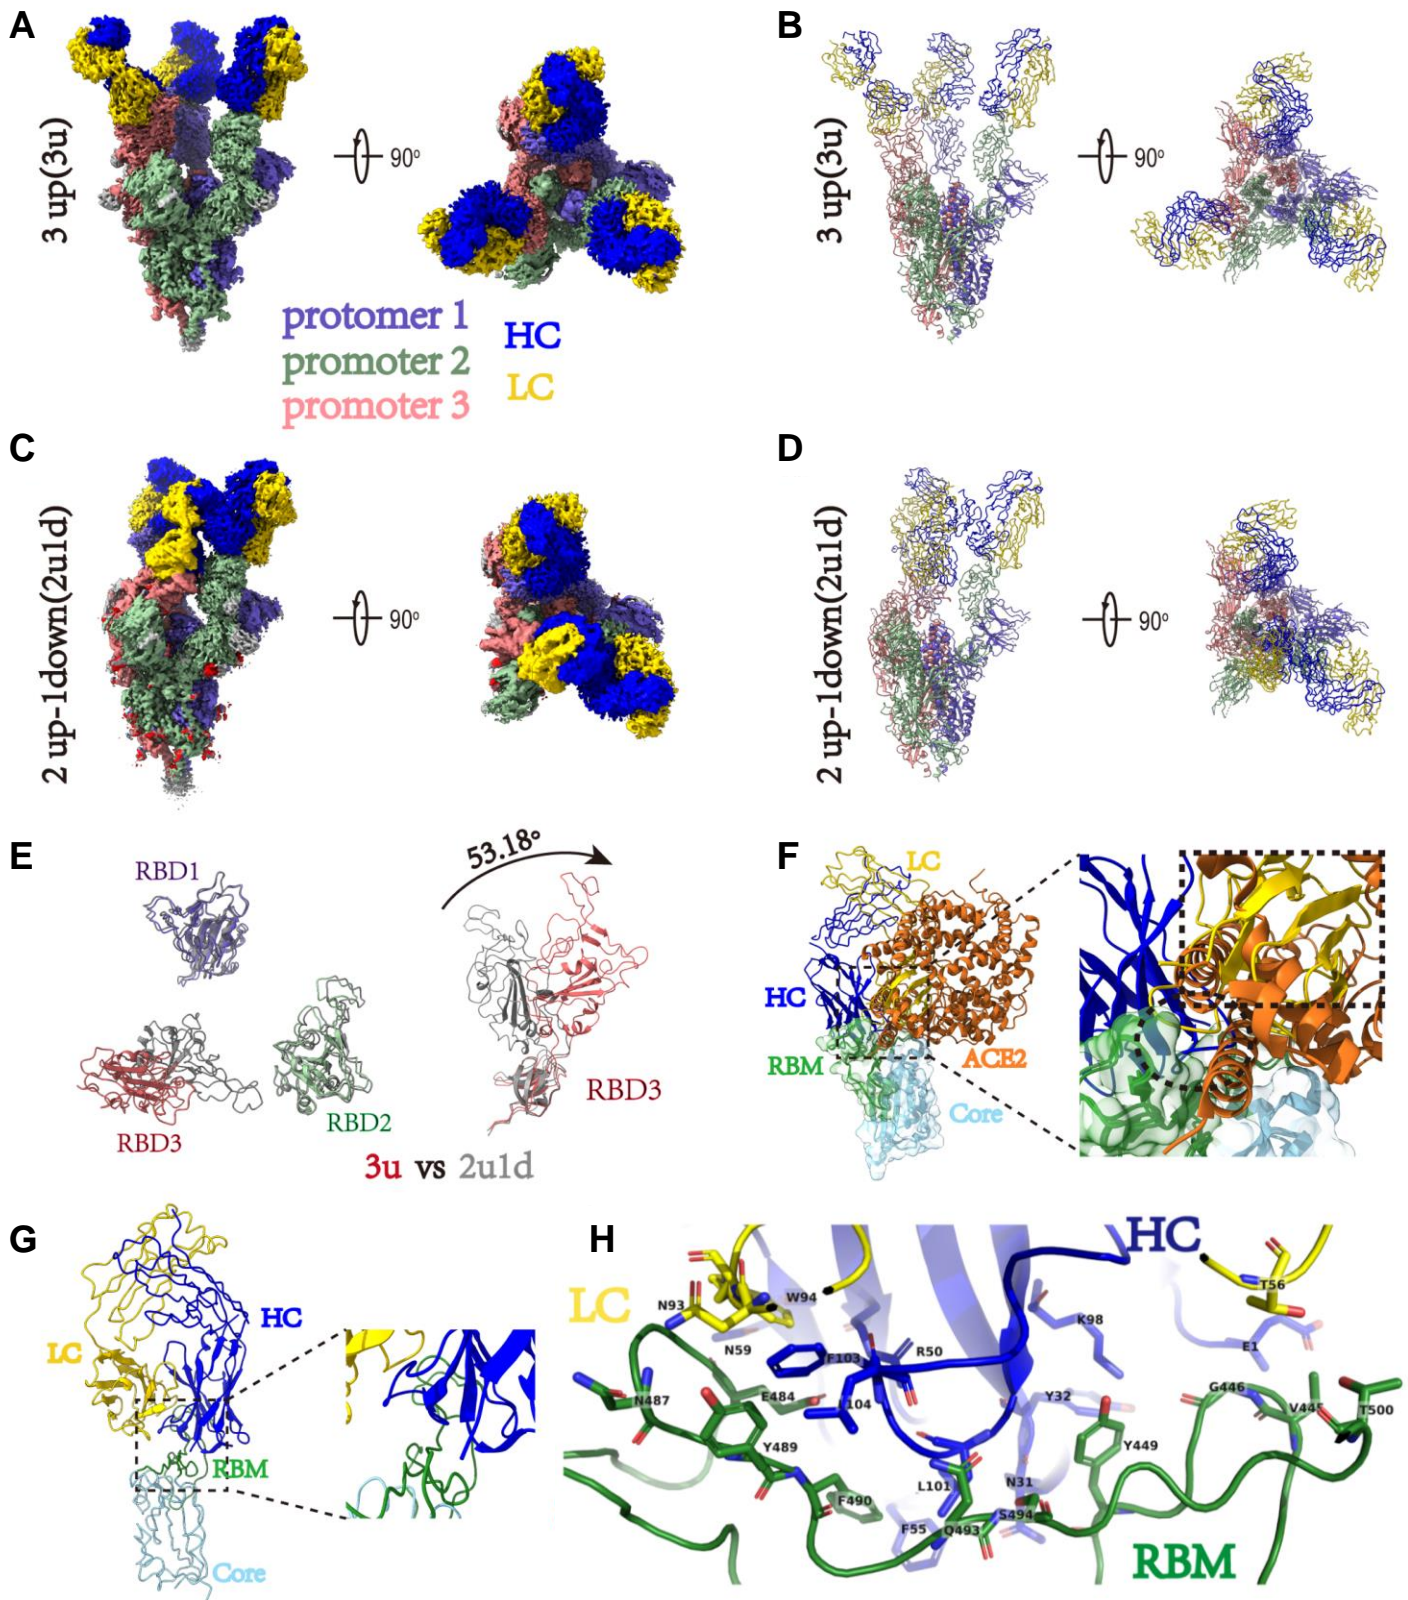 A
3 up(3u)
90°
protomer 1
promoter 2
promoter 3
HC
LC
B
3 up(3u)
90°
C
2 up-1down(2u1d)
90°
D
2 up-1down(2u1d)
90°
E
RBD1
RBD3
RBD2
53.18°
RBD3
3u vs 2u1d
F
LC
HC
RBM
ACE2
Core
G
LC
HC
RBM
Core
H
LC
HC
N93
W94
T56
K98
E1
N59
F103
R50
N487
E484
104
Y32
G446
V445
T500
Y489
Y449
L101
N31
F490
S494
F55
Q493
RBM